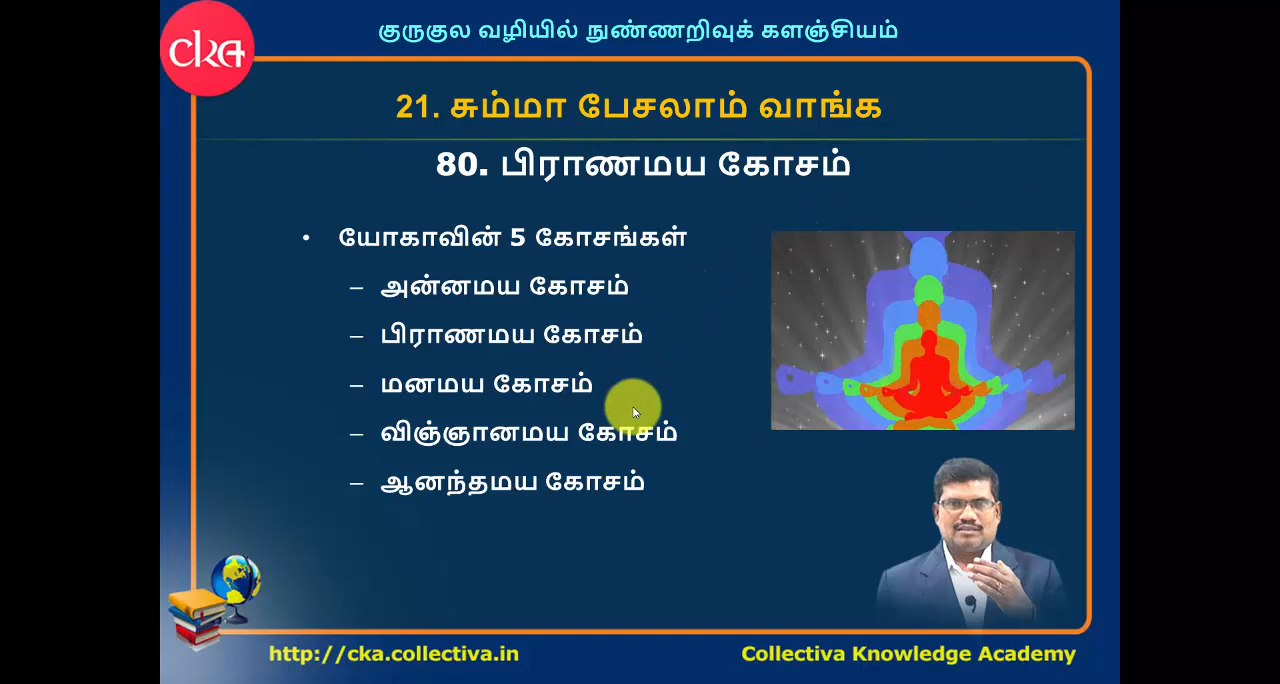 குருகுல வழியில் நுண்ணறிவுக் களஞ்சியம்
cka
21. சும்மா பேசலாம் வாங்க
80. பிராணமய கோசம்
• யோகாவின் 5 கோசங்கள்
– அன்னமய கோசம்
– பிராணமய கோசம்
– மனமய கோசம்
– விஞ்ஞானமய கோசம்
– ஆனந்தமய கோசம்
http://cka.collectiva.in
Collectiva Knowledge Academy